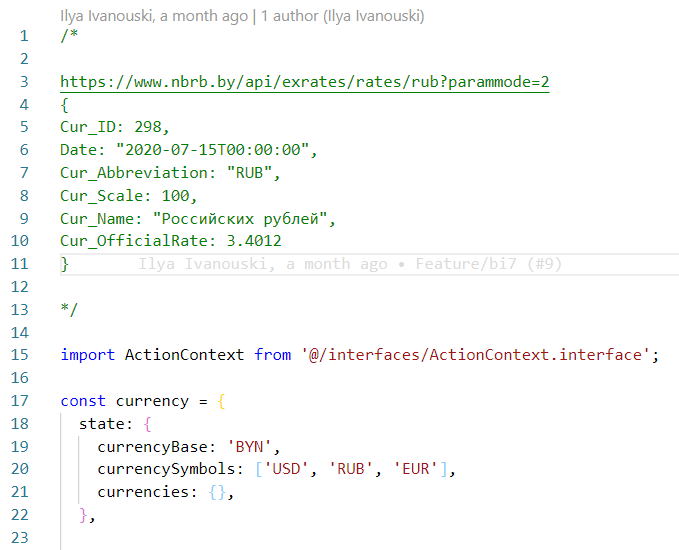 Ilya Ivanouski, a month ago | 1 author (Ilya Ivanouski)
1 /*
2
3 https://www.nbrb.by/api/exrates/rates/rub?parammode=2
4 {
5 Cur_ID: 298,
6 Date: "2020-07-15T00:00:00",
7 Cur_Abbreviation: "RUB",
8 Cur_Scale: 100,
9 Cur_Name: "Российских рублей",
10 Cur_OfficialRate: 3.4012
11 } Ilya Ivanouski, a month ago • Feature/bi7 (#9)
12
13 */
14
15 import ActionContext from '@/interfaces/ActionContext.interface';
16
17 const currency = {
18 state: {
19 currencyBase: 'BYN',
20 currencySymbols: ['USD', 'RUB', 'EUR'],
21 currencies: {},
22 },
23